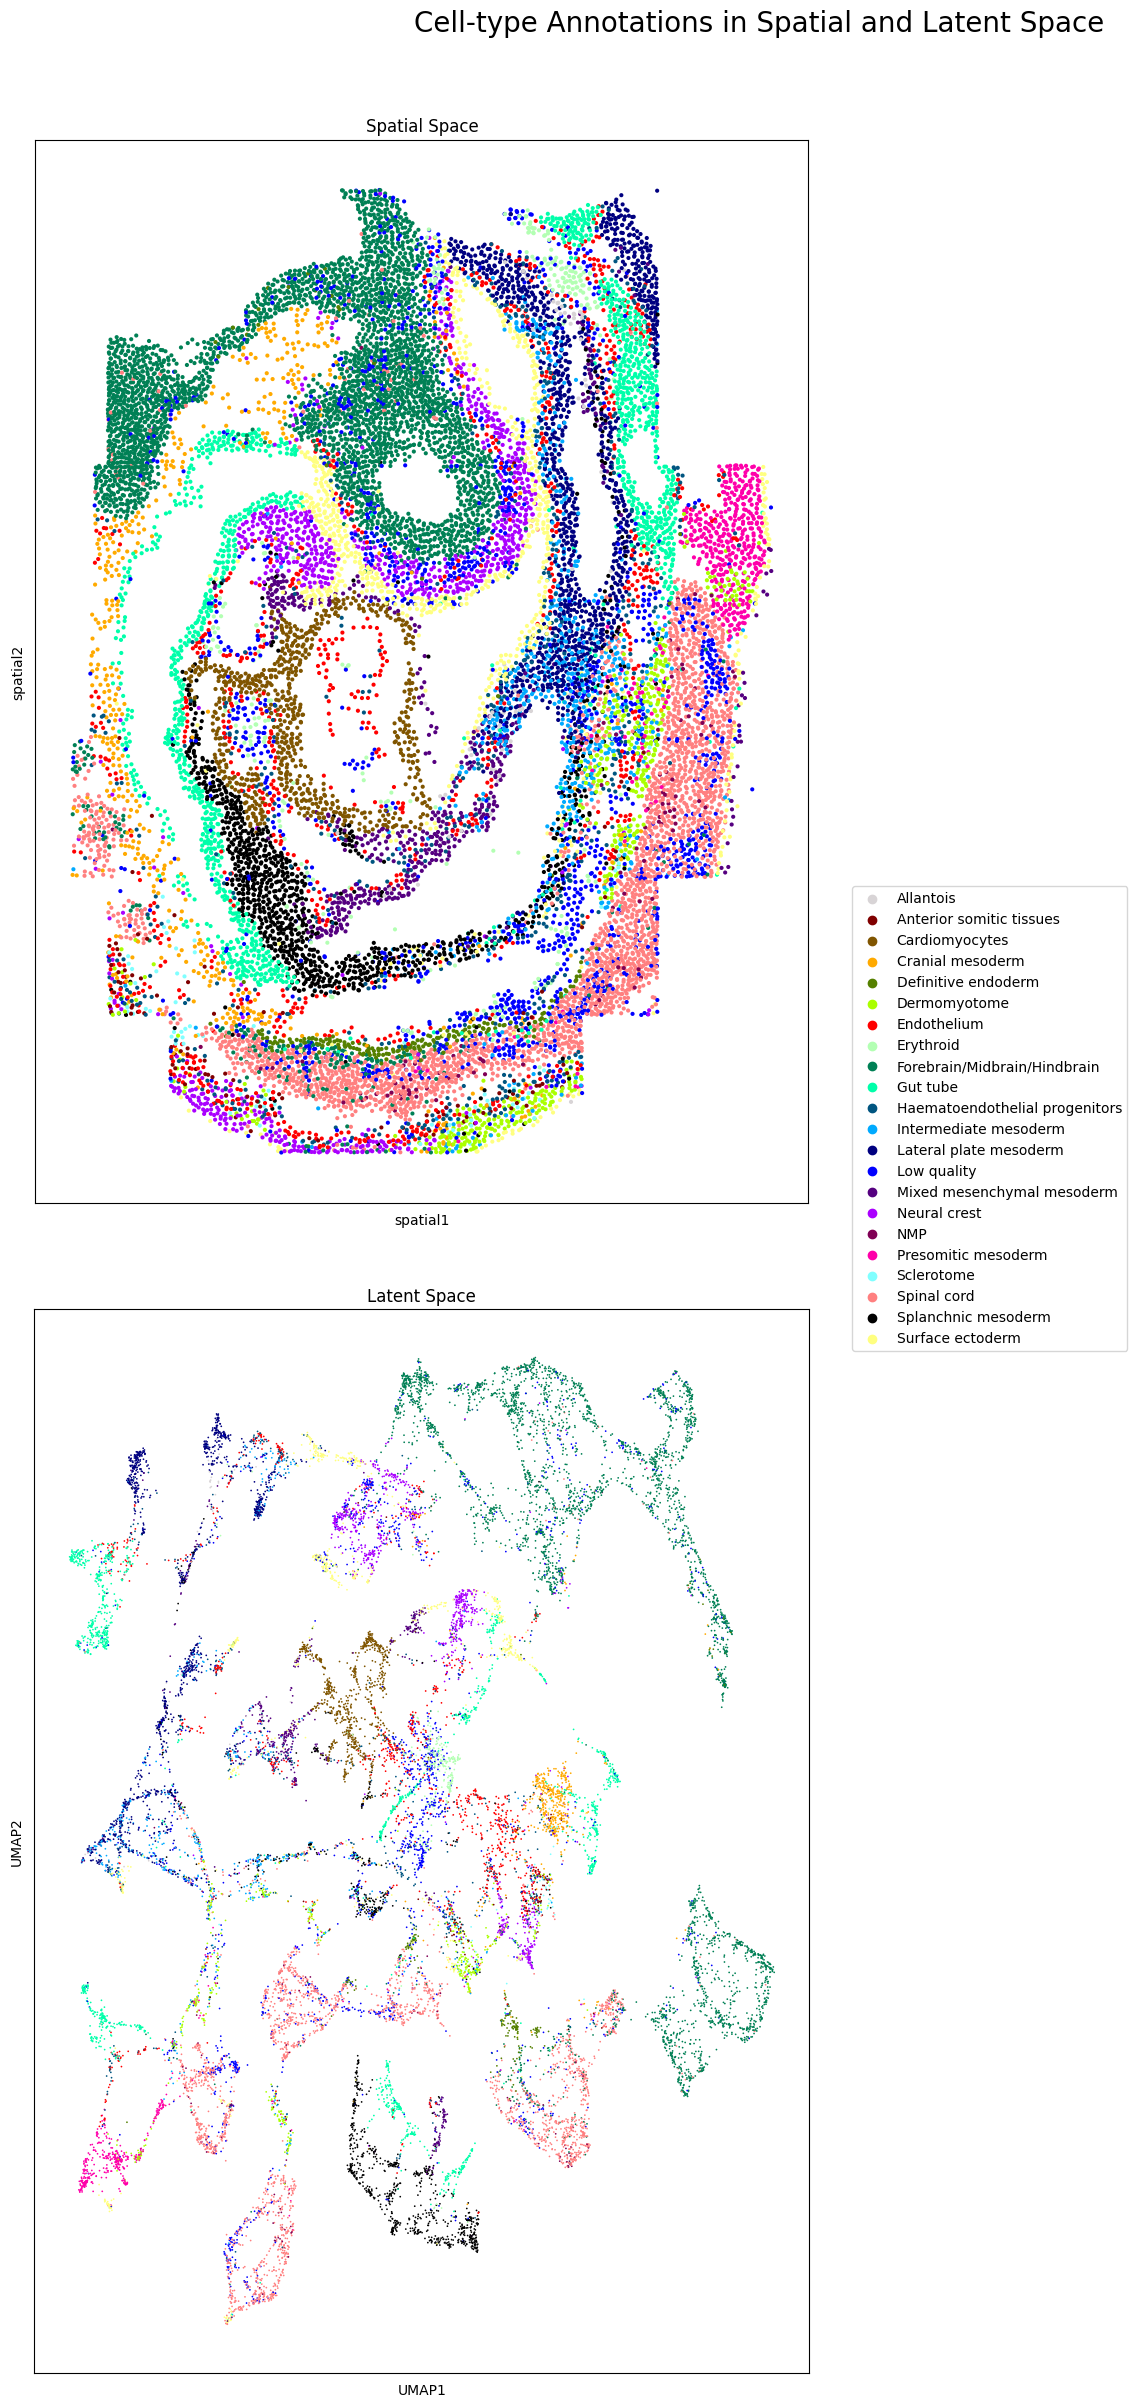 Cell-type Annotations in Spatial and Latent Space
Spatial Space
spatial2
spatial1
Allantois
Anterior somitic tissues
Cardiomyocytes
Cranial mesoderm
Definitive endoderm
Dermomyotome
Endothelium
Erythroid
Forebrain/Midbrain/Hindbrain
Gut tube
Haematoendothelial progenitors
Intermediate mesoderm
Lateral plate mesoderm
Low quality
Mixed mesenchymal mesoderm
Neural crest
NMP
Presomitic mesoderm
Sclerotome
Spinal cord
Splanchnic mesoderm
Surface ectoderm
Latent Space
UMAP2
UMAP1